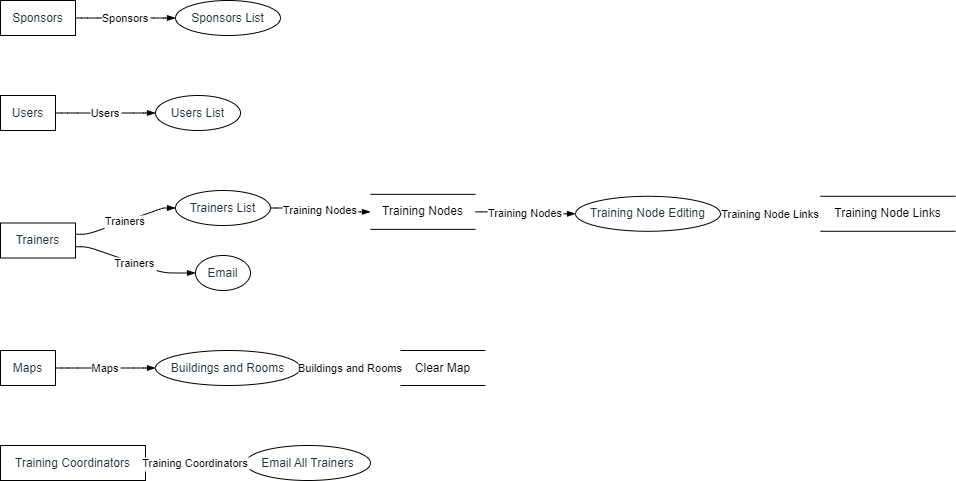 Sponsors
Sponsors
Sponsors List
Users
Users
Users List
Trainers
Trainers
Trainers List
Training Nodes
Training Nodes
Training Nodes
Training Node Editing
Training Node Links
Training Node Links
Trainers
Email
Maps
Maps
Buildings and Rooms
Buildings and Rooms
Clear Map
Training Coordinators
Training Coordinators
Email All Trainers